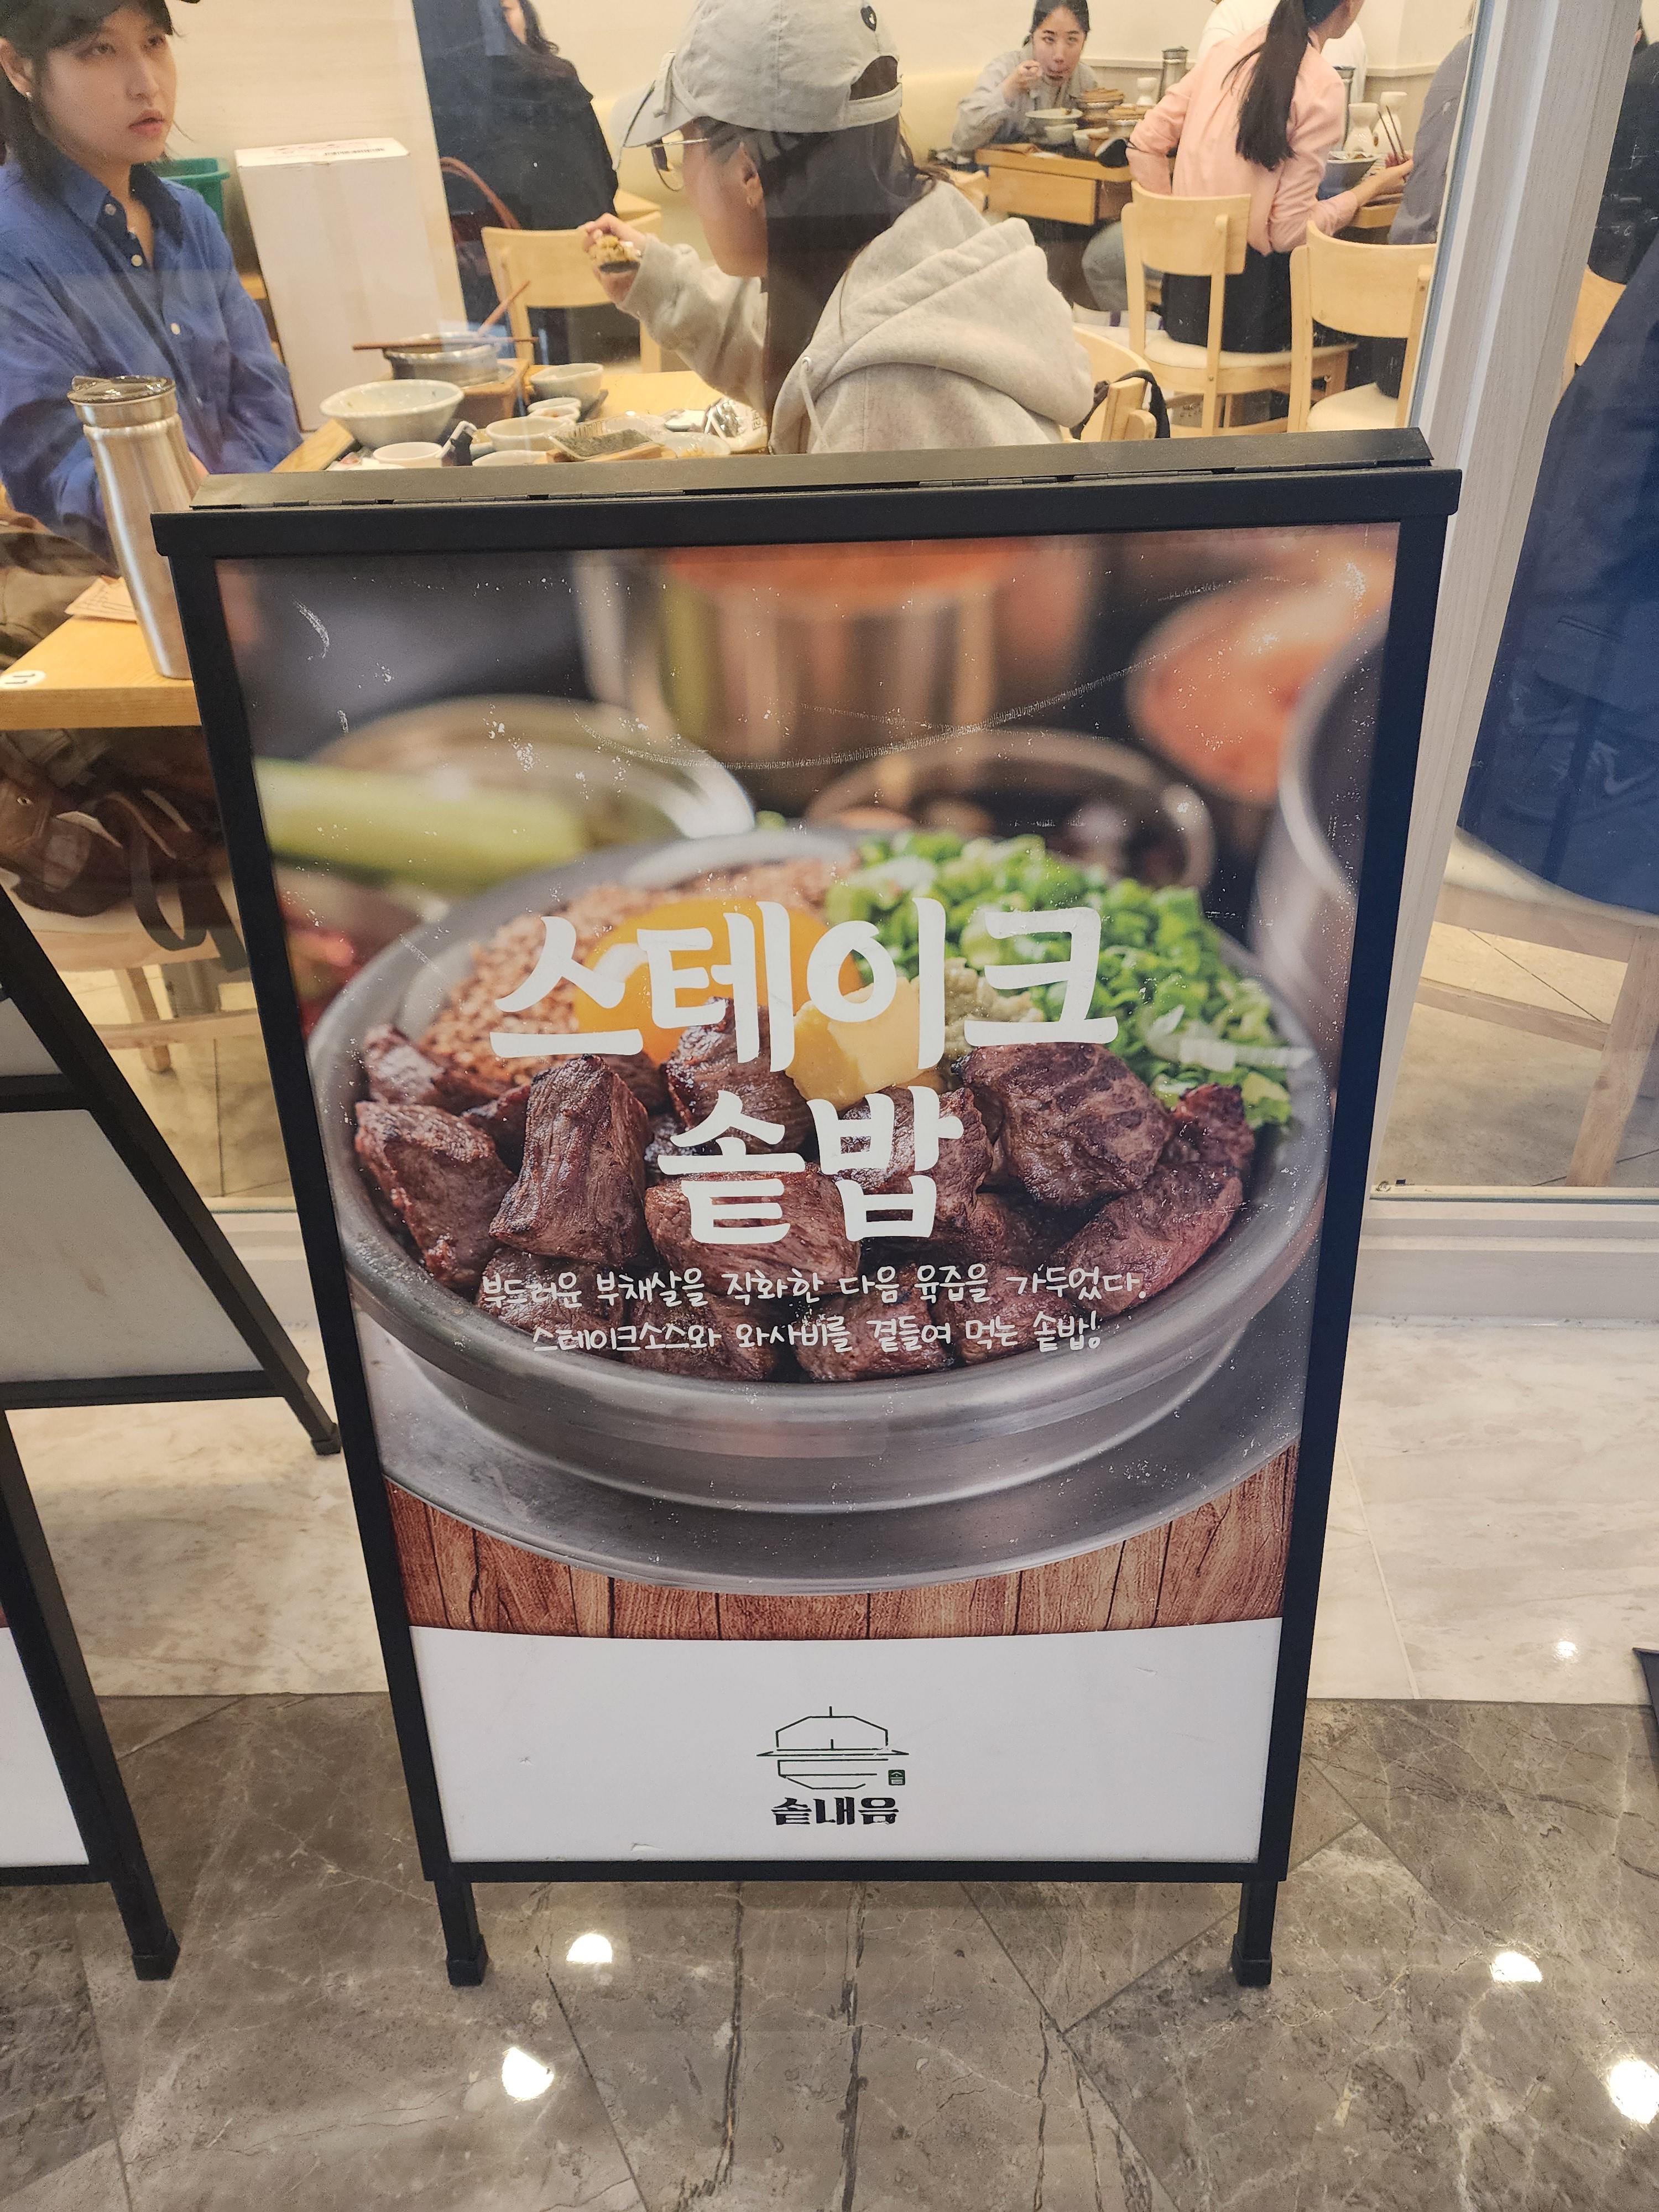 스테이크
솥밥
부드러운 부채살을 직화한 다음 육즙을 가두었다.
스테이크소스와 와사비를 곁들여 먹는 솥밥!
솥
솥내음
11